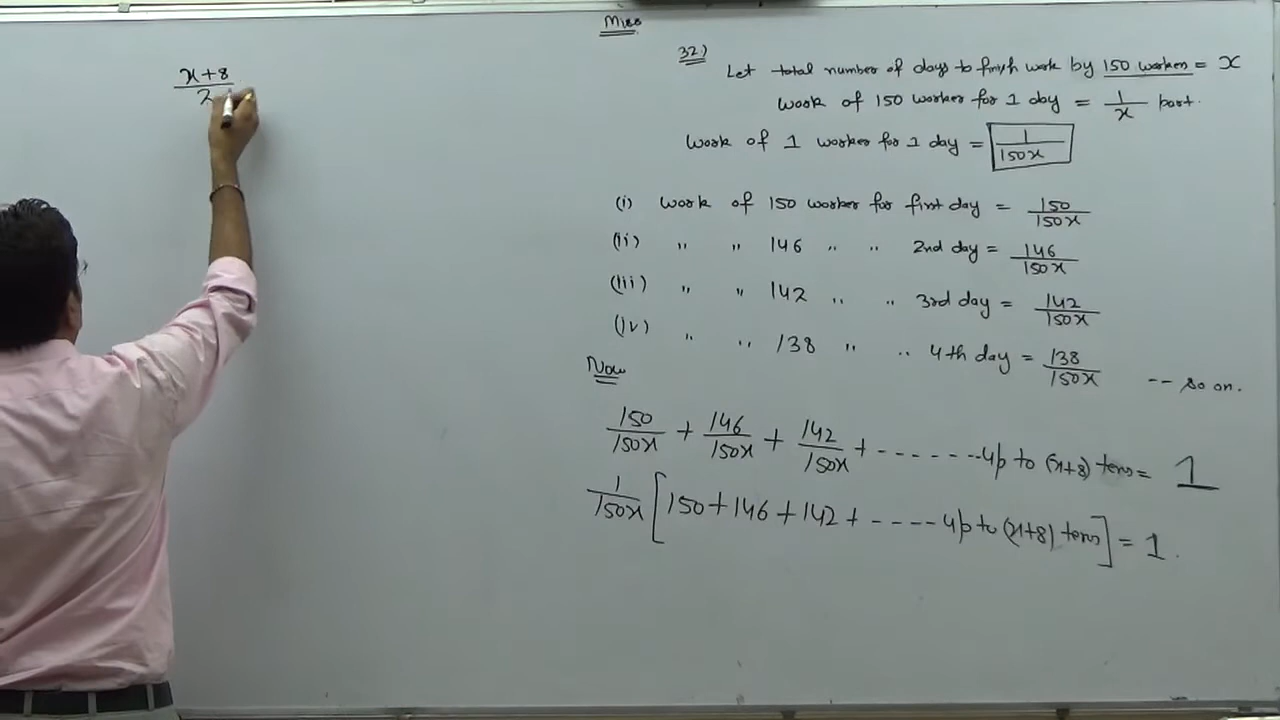 x+8
2
Misc
32)
Let total number of days to finish work by 150 workers = x
Work of 150 worker for 1 day = 1/x part.
Work of 1 worker for 1 day = 1/150x
(i) Work of 150 worker for first day = 150/150x
(ii) " " 146 " " 2nd day = 146/150x
(iii) " " 142 " " 3rd day = 142/150x
(iv) " " 138 " " 4th day = 138/150x -- so on.
Now
150/150x + 146/150x + 142/150x + ------- up to (x+8) terms = 1
1/150x [150+146+142+ ---- up to (x+8) terms] = 1.